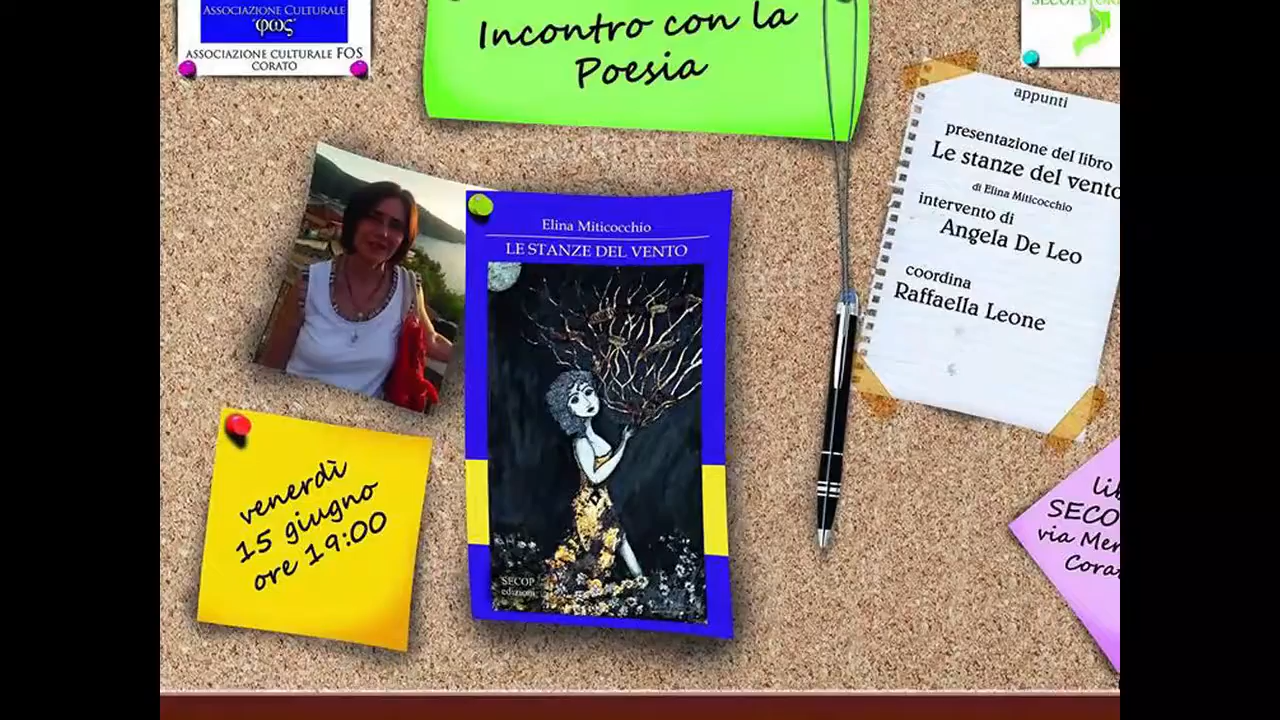 ASSOCIAZIONE CULTURALE
"φως"
ASSOCIAZIONE CULTURALE FOS
CORATO
Incontro con la
Poesia
appunti
presentazione del libro
Le stanze del vento
di Elina Miticocchio
intervento di
Angela De Leo
coordina
Raffaella Leone
Elina Miticocchio
LE STANZE DEL VENTO
SECOP
edizioni
venerdì
15 giugno
ore 19:00
via